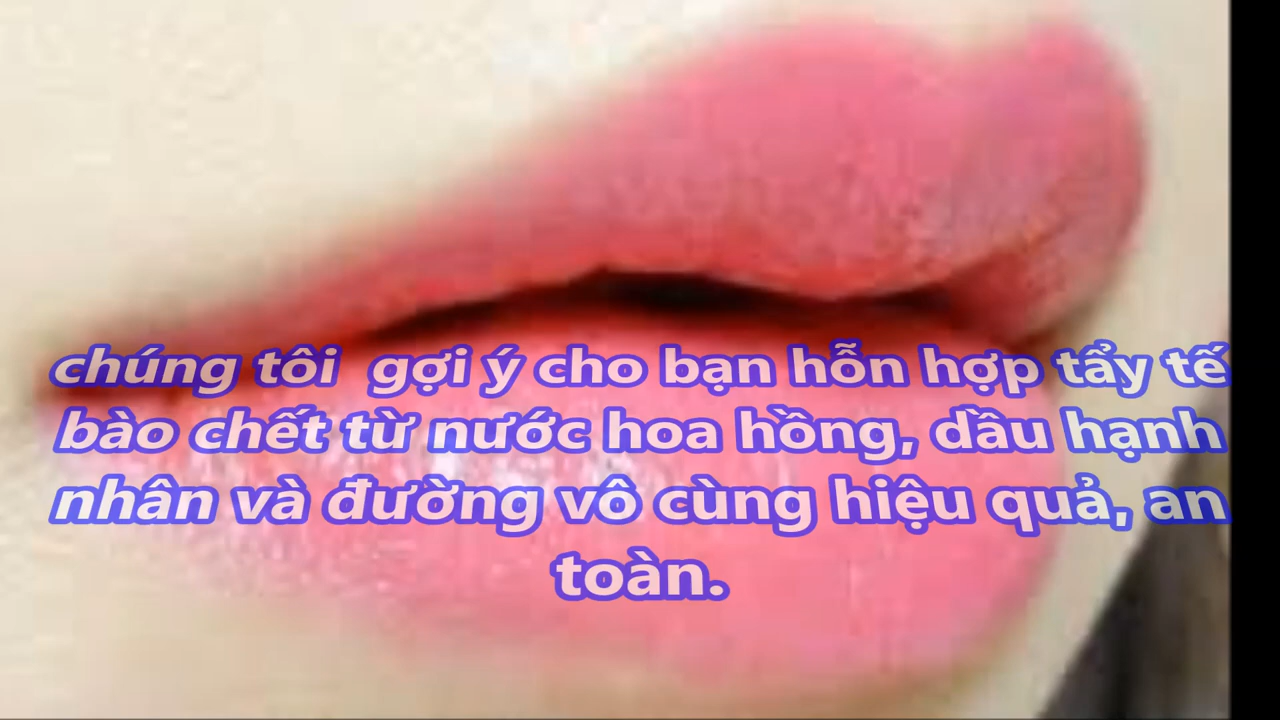 chúng tôi  gợi ý cho bạn hỗn hợp tẩy tế
bào chết từ nước hoa hồng, dầu hạnh
nhân và đường vô cùng hiệu quả, an
toàn.